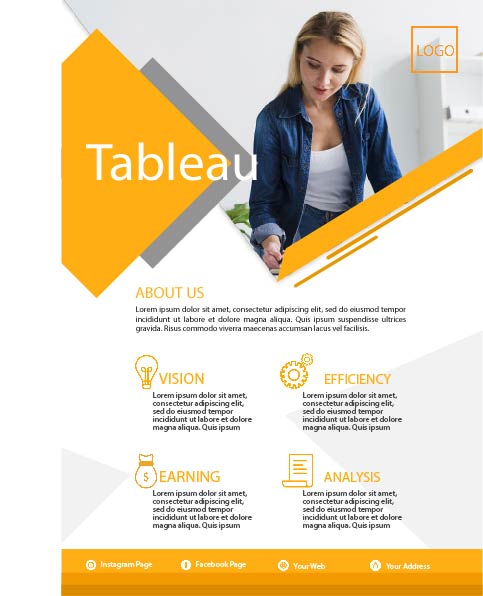 LOGO
Tableau
ABOUT US
Lorem ipsum dolor sit amet, consectetur adipiscing elit, sed do eiusmod tempor
incididunt ut labore et dolore magna aliqua. Quis ipsum suspendisse ultrices
gravida. Risus commodo viverra maecenas accumsan lacus vel facilisis.
VISION
Lorem ipsum dolor sit amet,
consectetur adipiscing elit,
sed do eiusmod tempor
incididunt ut labore et dolore
magna aliqua. Quis ipsum
EFFICIENCY
Lorem ipsum dolor sit amet,
consectetur adipiscing elit,
sed do eiusmod tempor
incididunt ut labore et dolore
magna aliqua. Quis ipsum
EARNING
Lorem ipsum dolor sit amet,
consectetur adipiscing elit,
sed do eiusmod tempor
incididunt ut labore et dolore
magna aliqua. Quis ipsum
ANALYSIS
Lorem ipsum dolor sit amet,
consectetur adipiscing elit,
sed do eiusmod tempor
incididunt ut labore et dolore
magna aliqua. Quis ipsum
Instagram Page Facebook Page Your Web Your Address